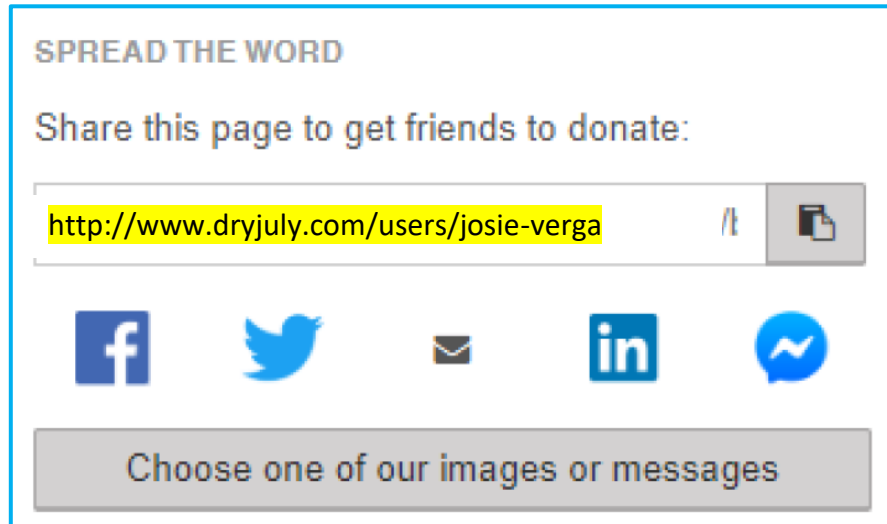 SPREAD THE WORD
Share this page to get friends to donate:
http://www.dryjuly.com/users/josie-verga
Choose one of our images or messages